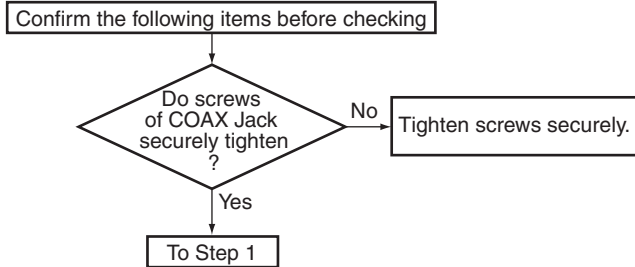 Confirm the following items before checking
Do screws
of COAX Jack
securely tighten
?
No
Tighten screws securely.
Yes
To Step 1